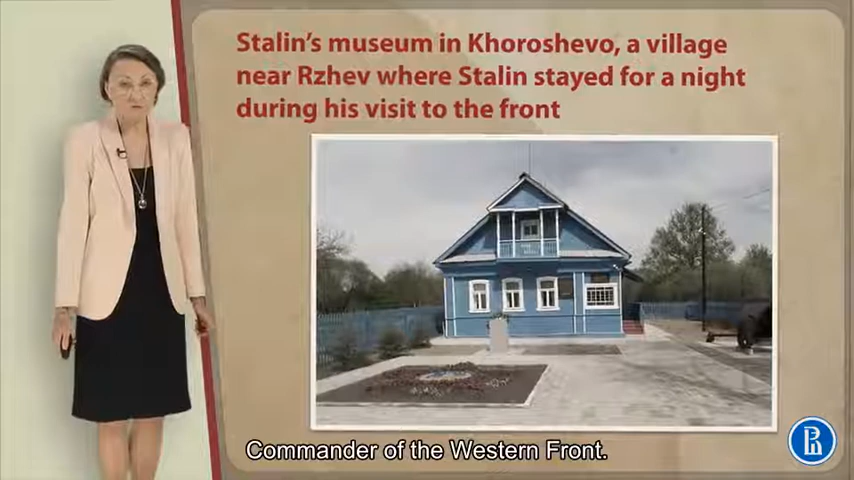 Stalin's museum in Khoroshevo, a village
near Rzhev where Stalin stayed for a night
during his visit to the front
Commander of the Western Front.